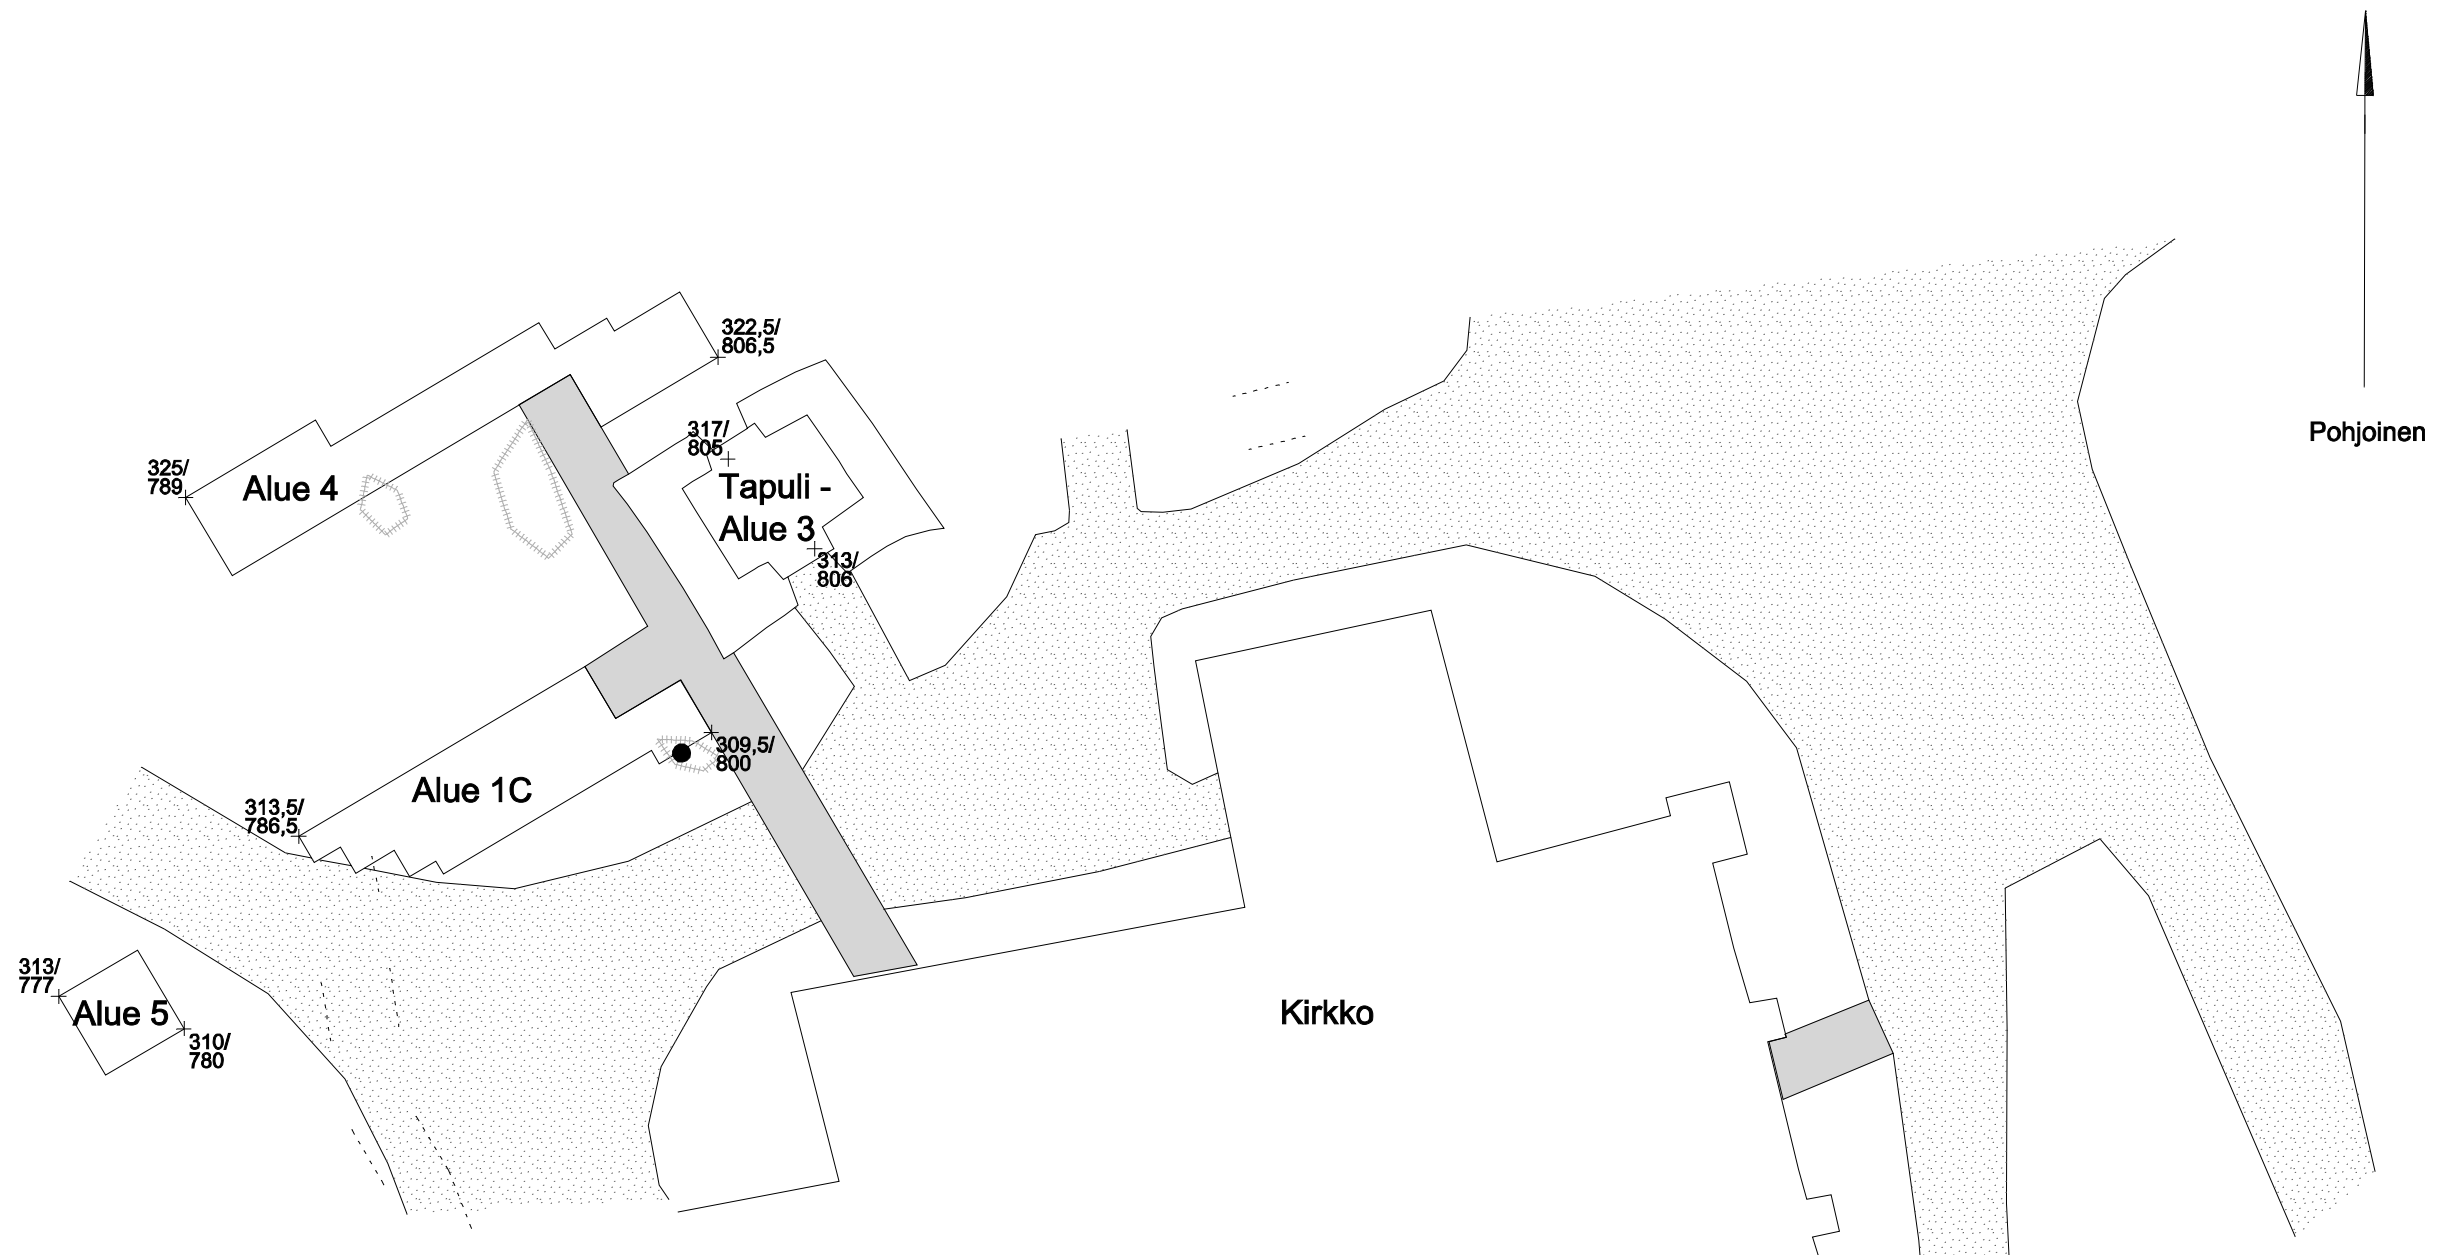 322,5/
806,5
Pohjoinen
317/
805
325/
789
Alue 4
Tapuli -
Alue 3
313/
806
309,5/
800
Alue 1C
313,5/
786,5
313/
777
Alue 5
Kirkko
310/
780